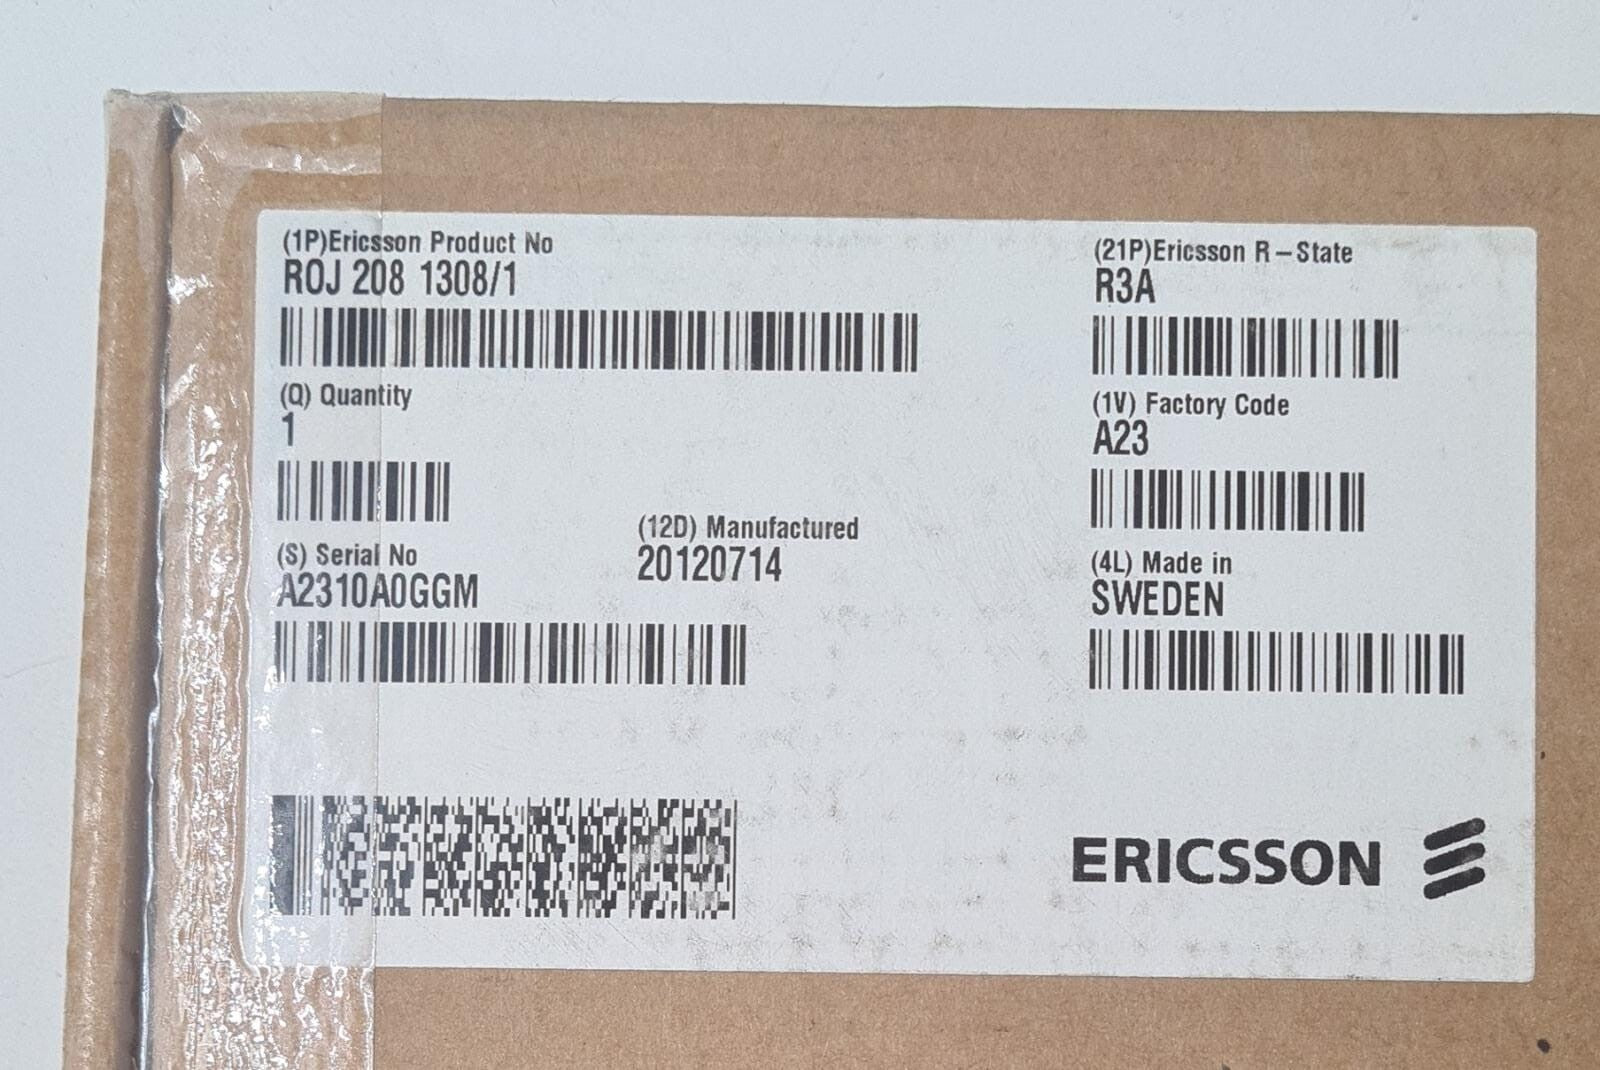 (1P)Ericsson Product No
ROJ 208 1308/1
(21P)Ericsson R-State
R3A
(Q) Quantity
1
(1V) Factory Code
A23
(S) Serial No
A2310A0GGM
(12D) Manufactured
20120714
(4L) Made in
SWEDEN
ERICSSON